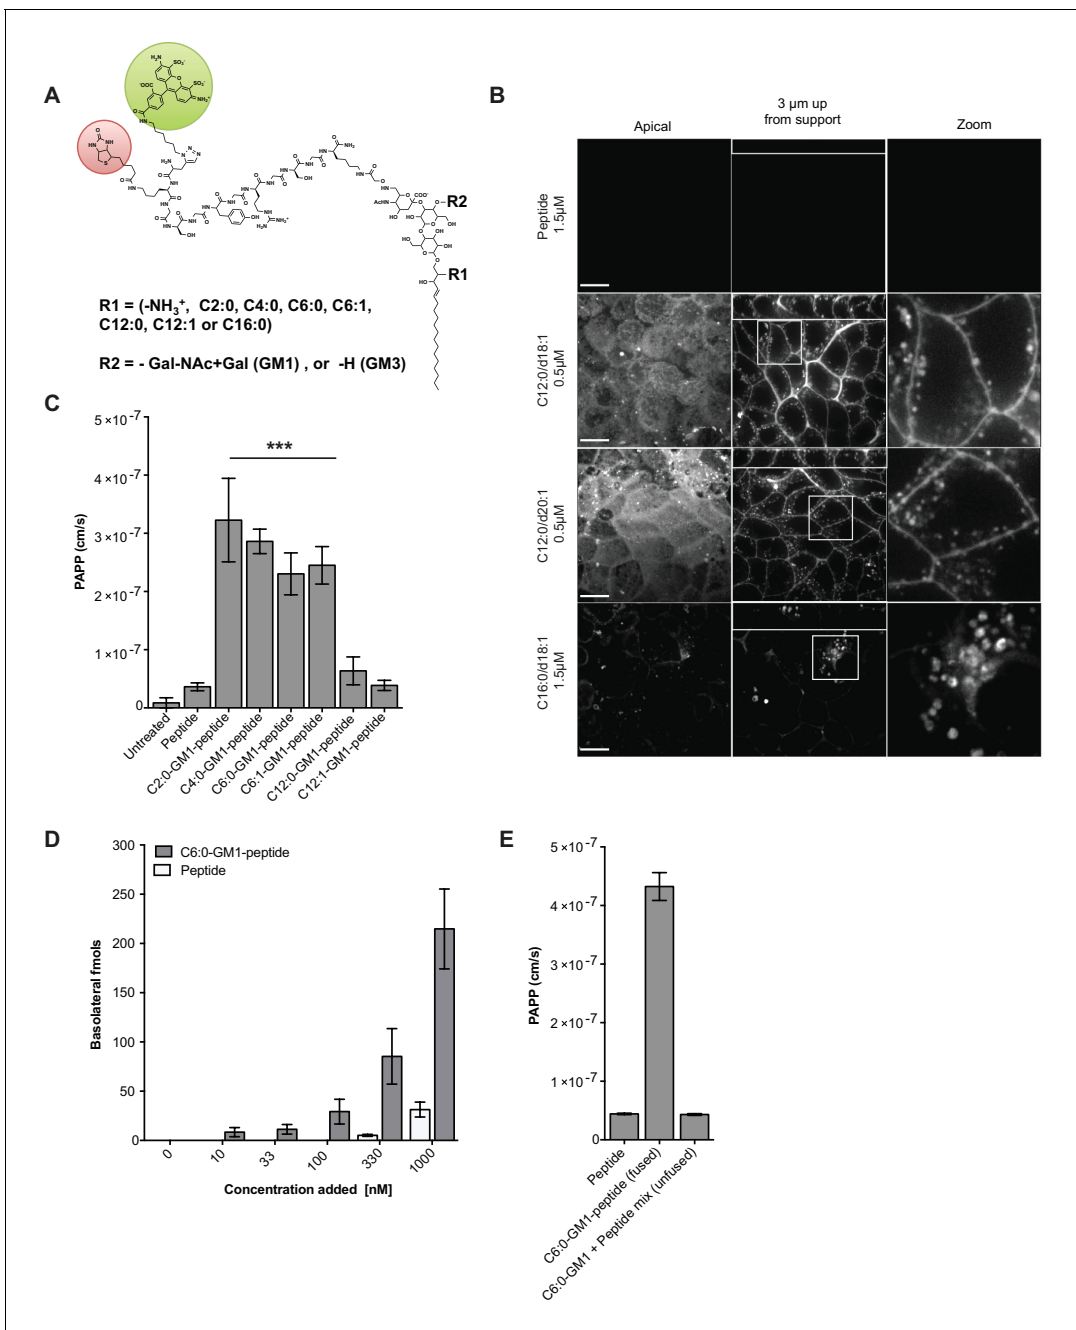 A
R1 = (-NH3+, C2:0, C4:0, C6:0, C6:1,
C12:0, C12:1 or C16:0)
R2 = - Gal-NAc+Gal (GM1) , or -H (GM3)
R2
R1
B
Apical
3 µm up
from support
Zoom
Peptide
1.5µM
C12:0/d18:1
0.5µM
C12:0/d20:1
0.5µM
C16:0/d18:1
1.5µM
C
PAPP (cm/s)
5×10⁻⁷
4×10⁻⁷
3×10⁻⁷
2×10⁻⁷
1×10⁻⁷
0
***
Untreated
Peptide
C2:0-GM1-peptide
C4:0-GM1-peptide
C6:0-GM1-peptide
C6:1-GM1-peptide
C12:0-GM1-peptide
C12:1-GM1-peptide
D
Basolateral fmols
300
250
200
150
100
50
0
C6:0-GM1-peptide
Peptide
0
10
33
100
330
1000
Concentration added [nM]
E
PAPP (cm/s)
5×10⁻⁷
4×10⁻⁷
3×10⁻⁷
2×10⁻⁷
1×10⁻⁷
0
Peptide
C6:0-GM1-peptide (fused)
C6:0-GM1 + Peptide mix (unfused)